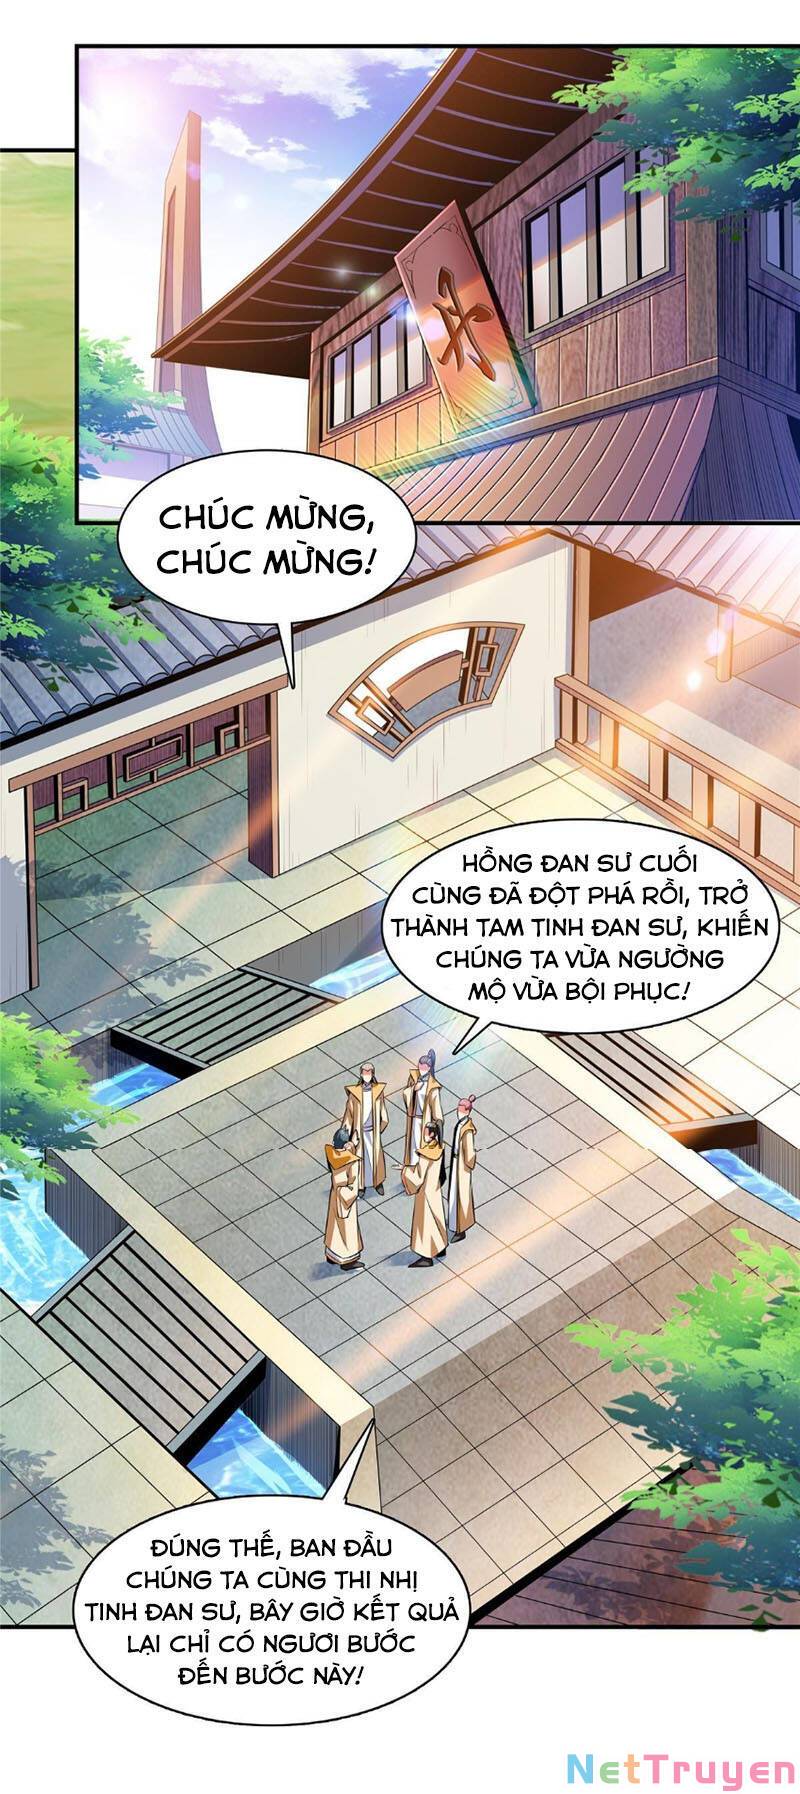 CHÚC MỪNG,
CHÚC MỪNG!
HỒNG ĐAN SƯ CUỐI
CÙNG ĐÃ ĐỘT PHÁ RỒI, TRỞ
THÀNH TAM TINH ĐAN SƯ, KHIẾN
CHÚNG TA VỪA NGƯỜNG
MỘ VỪA BỘI PHỤC!
ĐÚNG THẾ, BAN ĐẦU
CHÚNG TA CÙNG THI NHỊ
TINH ĐAN SƯ, BÂY GIỜ KẾT QUẢ
LẠI CHỈ CÓ NGƯƠI BƯỚC
ĐẾN BƯỚC NÀY!
NetTruyen